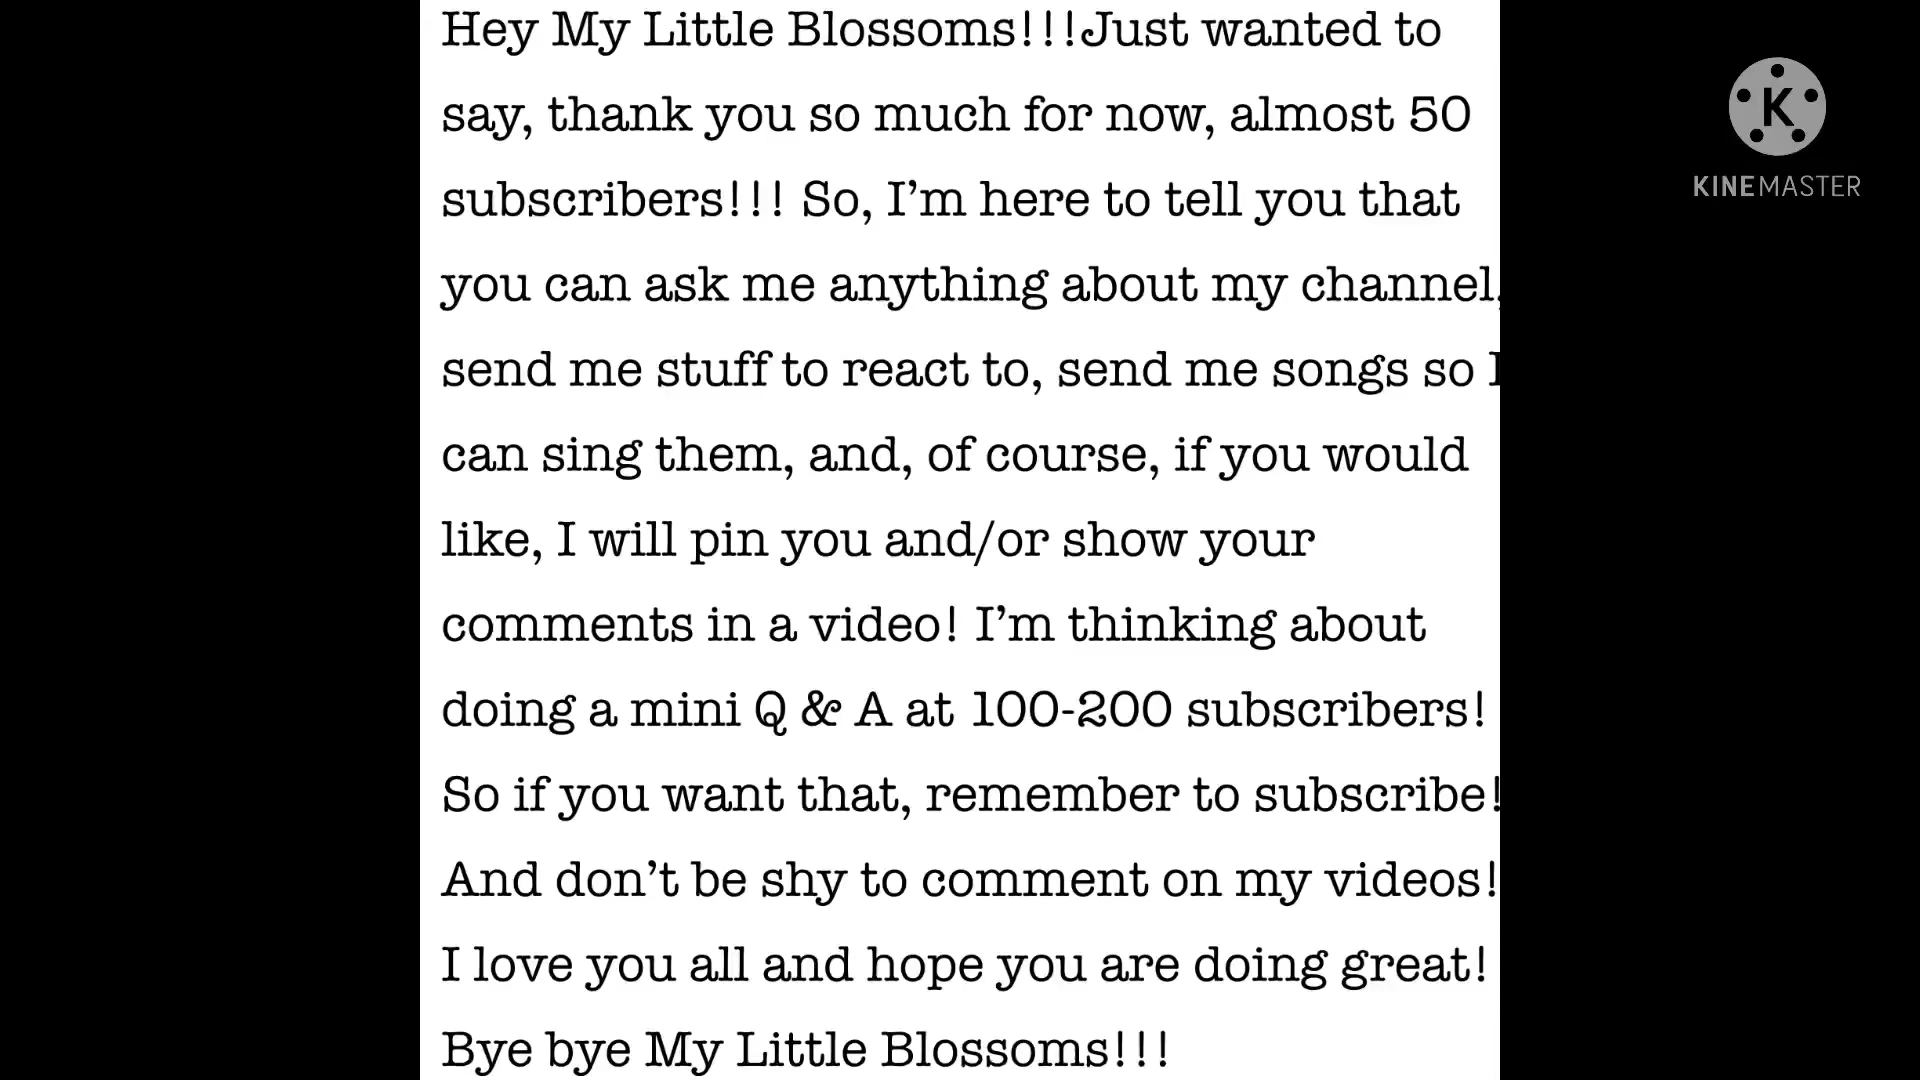 Hey My Little Blossoms!!!Just wanted to
say, thank you so much for now, almost 50
subscribers!!! So, I’m here to tell you that
you can ask me anything about my channel,
send me stuff to react to, send me songs so I
can sing them, and, of course, if you would
like, I will pin you and/or show your
comments in a video! I’m thinking about
doing a mini Q & A at 100-200 subscribers!
So if you want that, remember to subscribe!
And don’t be shy to comment on my videos!
I love you all and hope you are doing great!
Bye bye My Little Blossoms!!!
K
KINEMASTER